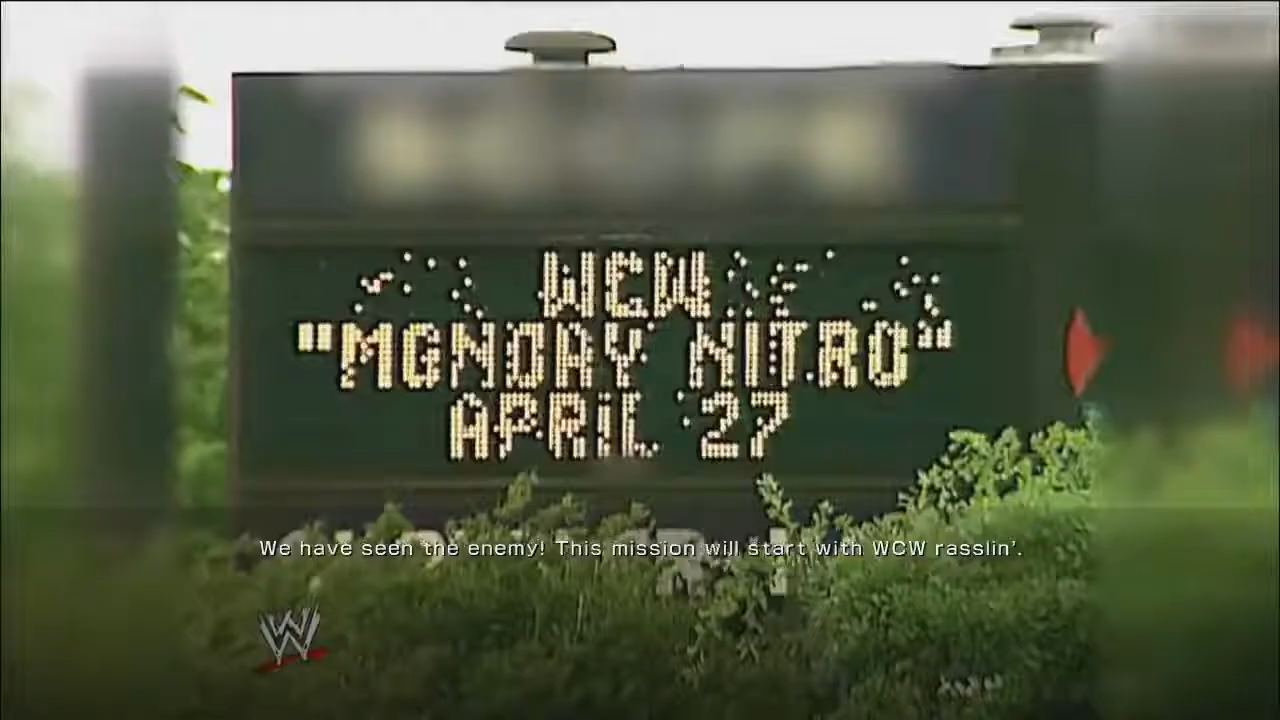 WCW
"MONDAY NITRO"
APRIL 27
We have seen the enemy! This mission will start with WCW rasslin'.
W